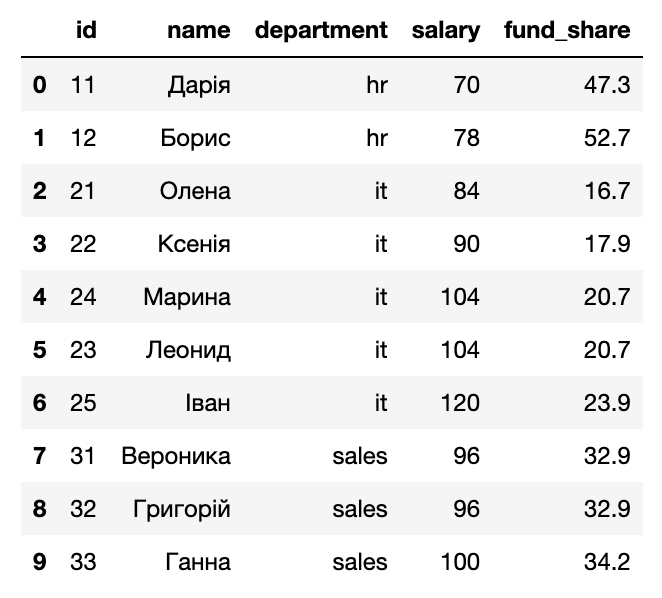 id name department salary fund_share
0 11 Дарія hr 70 47.3
1 12 Борис hr 78 52.7
2 21 Олена it 84 16.7
3 22 Ксенія it 90 17.9
4 24 Марина it 104 20.7
5 23 Леонид it 104 20.7
6 25 Іван it 120 23.9
7 31 Вероника sales 96 32.9
8 32 Григорій sales 96 32.9
9 33 Ганна sales 100 34.2